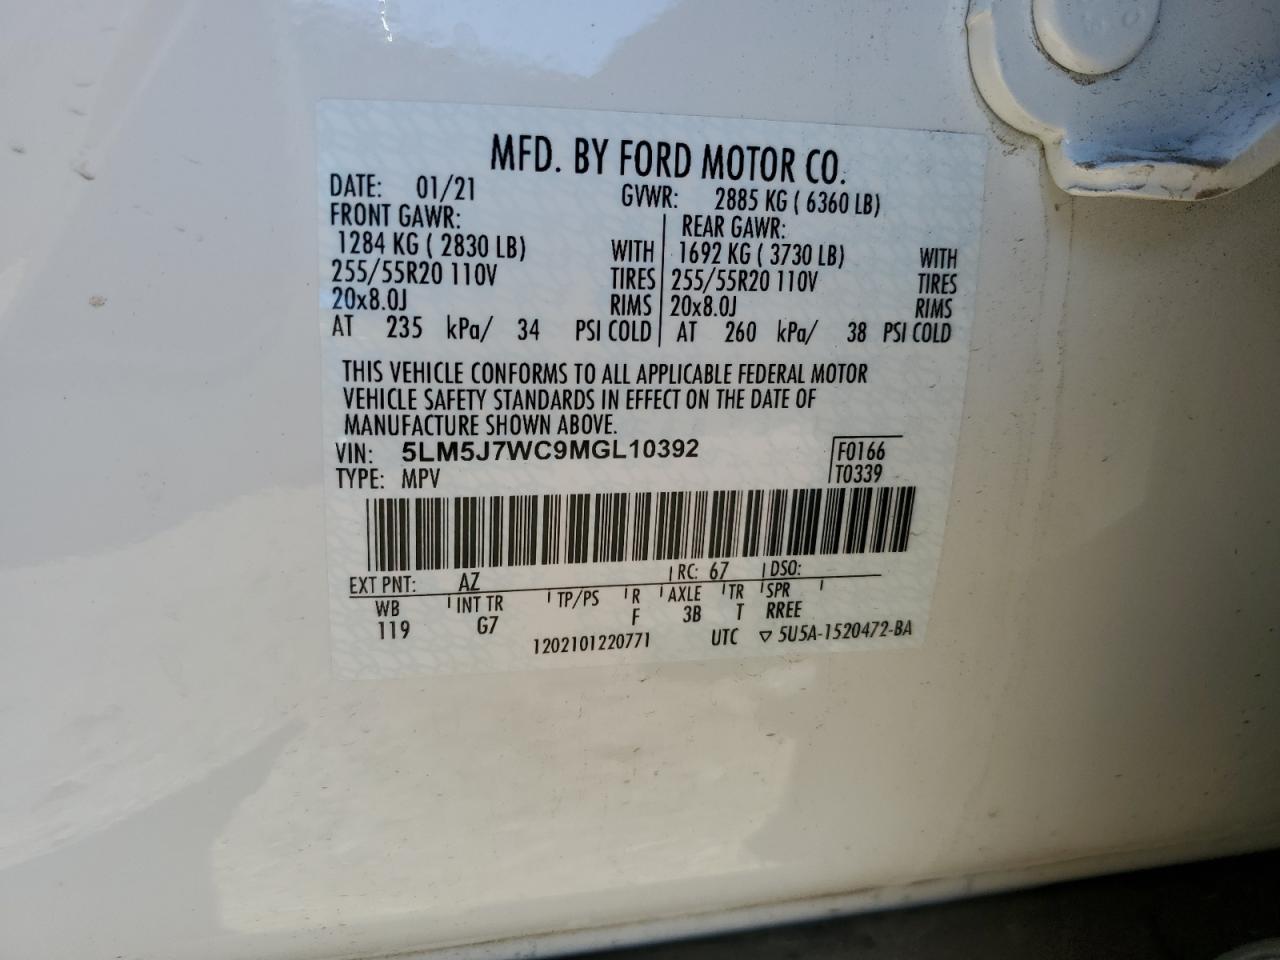 MFD. BY FORD MOTOR CO.
DATE: 01/21 GVWR: 2885 KG ( 6360 LB)
FRONT GAWR: REAR GAWR:
1284 KG ( 2830 LB) WITH 1692 KG ( 3730 LB) WITH
255/55R20 110V TIRES 255/55R20 110V TIRES
20x8.0J RIMS 20x8.0J RIMS
AT 235 kPa/ 34 PSI COLD AT 260 kPa/ 38 PSI COLD
THIS VEHICLE CONFORMS TO ALL APPLICABLE FEDERAL MOTOR
VEHICLE SAFETY STANDARDS IN EFFECT ON THE DATE OF
MANUFACTURE SHOWN ABOVE.
VIN: 5LM5J7WC9MGL10392 F0166
TYPE: MPV T0339
EXT PNT: AZ RC: 67 DSO:
WB INT TR TP/PS R AXLE TR SPR
119 G7 F 3B T RREE
1202101220771 UTC ▽ 5U5A-1520472-BA